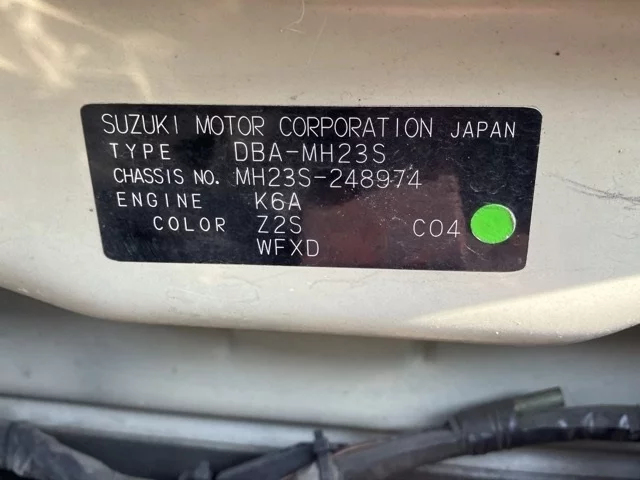 SUZUKI MOTOR CORPORATION JAPAN
TYPE DBA-MH23S
CHASSIS NO. MH23S-248974
ENGINE K6A
COLOR Z2S C04
WFXD